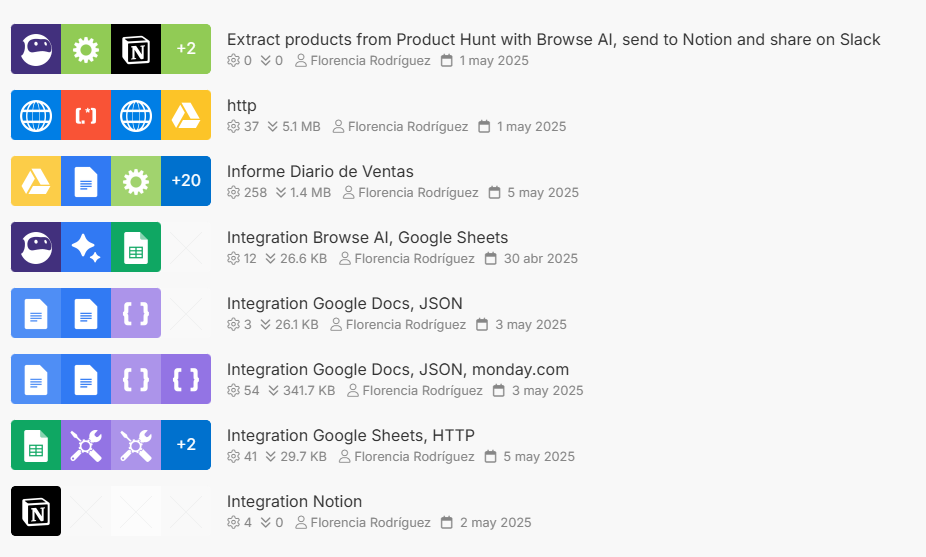 +2
Extract products from Product Hunt with Browse AI, send to Notion and share on Slack
0 0 Florencia Rodríguez 1 may 2025
http
37 5.1 MB Florencia Rodríguez 1 may 2025
+20
Informe Diario de Ventas
258 1.4 MB Florencia Rodríguez 5 may 2025
Integration Browse AI, Google Sheets
12 26.6 KB Florencia Rodríguez 30 abr 2025
Integration Google Docs, JSON
3 26.1 KB Florencia Rodríguez 3 may 2025
Integration Google Docs, JSON, monday.com
54 341.7 KB Florencia Rodríguez 3 may 2025
+2
Integration Google Sheets, HTTP
41 29.7 KB Florencia Rodríguez 5 may 2025
Integration Notion
4 0 Florencia Rodríguez 2 may 2025